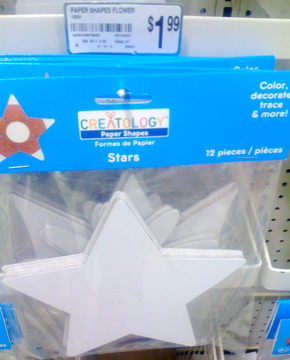 PAPER SHAPES FLOWER
$1.99
Color
Color,
decorate
trace
& more!
CREATOLOGY
Paper Shapes
Formes de Papier
Stars
12 pieces / pièces